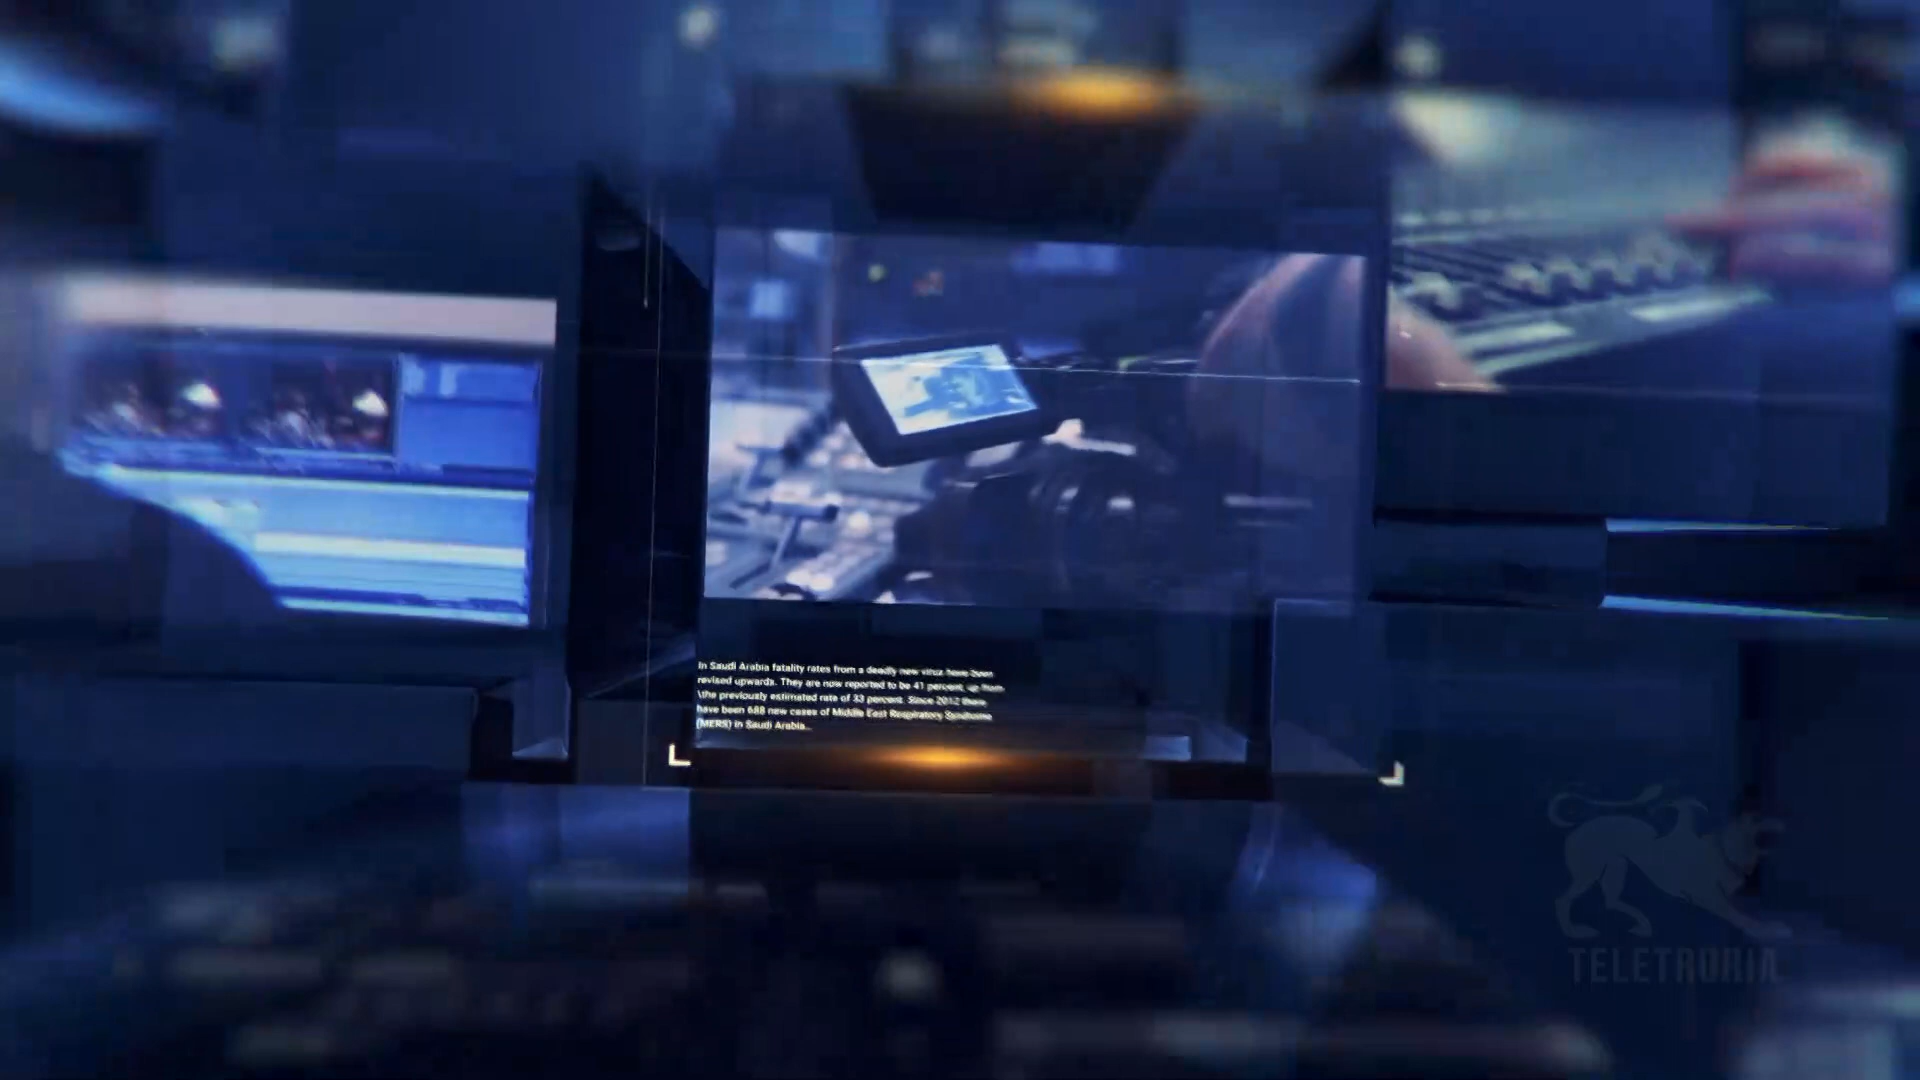 In Saudi Arabia fatality rates from a deadly new virus have been
revised upwards. They are now reported to be 41 percent, up from
\the previously estimated rate of 33 percent. Since 2012 there
have been 688 new cases of Middle East Respiratory Syndrome
(MERS) in Saudi Arabia...
TELETRURIA